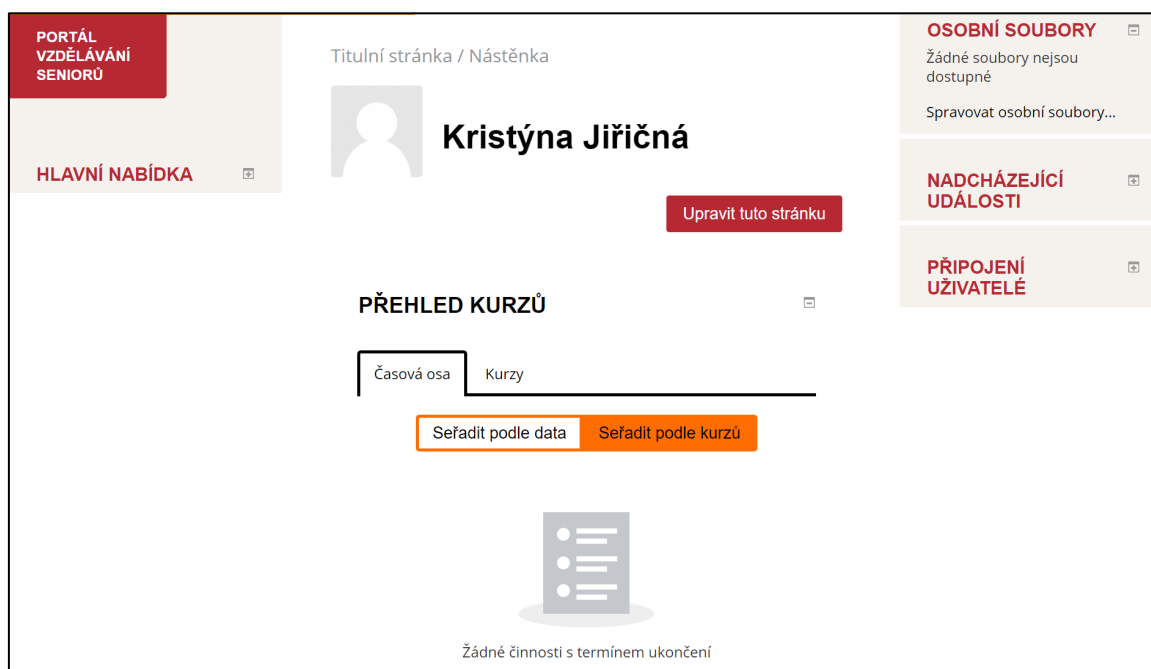 PORTÁL
VZDĚLÁVÁNÍ
SENIORŮ
HLAVNÍ NABÍDKA
Titulní stránka / Nástěnka
Kristýna Jiřičná
Upravit tuto stránku
PŘEHLED KURZŮ
Časová osa
Kurzy
Seřadit podle data
Seřadit podle kurzů
Žádné činnosti s termínem ukončení
OSOBNÍ SOUBORY
Žádné soubory nejsou
dostupné
Spravovat osobní soubory...
NADCHÁZEJÍCÍ
UDÁLOSTI
PŘIPOJENÍ
UŽIVATELÉ